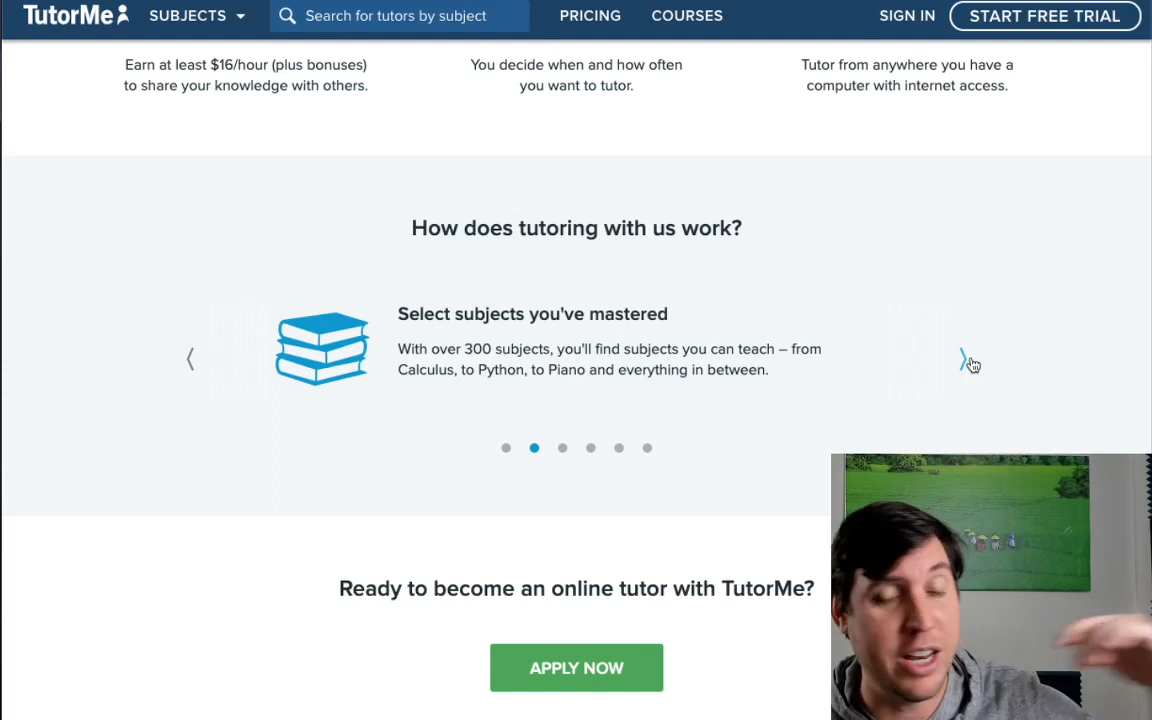 TutorMe SUBJECTS Search for tutors by subject PRICING COURSES SIGN IN START FREE TRIAL
Earn at least $16/hour (plus bonuses)
to share your knowledge with others.
You decide when and how often
you want to tutor.
Tutor from anywhere you have a
computer with internet access.
How does tutoring with us work?
Select subjects you've mastered
With over 300 subjects, you'll find subjects you can teach – from
Calculus, to Python, to Piano and everything in between.
Ready to become an online tutor with TutorMe?
APPLY NOW